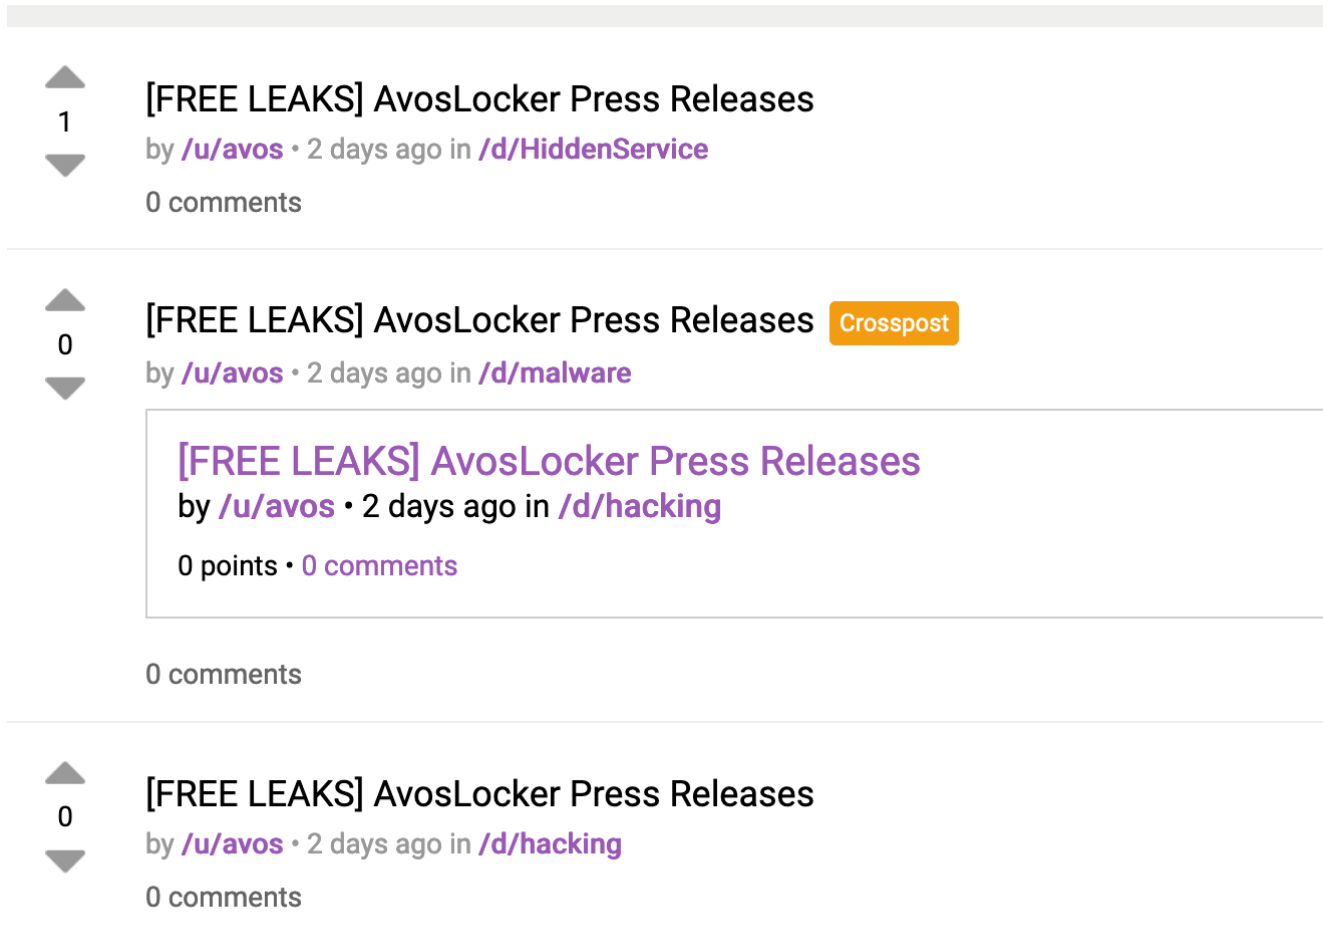 [FREE LEAKS] AvosLocker Press Releases
1
by /u/avos • 2 days ago in /d/HiddenService
0 comments
[FREE LEAKS] AvosLocker Press Releases Crosspost
0
by /u/avos • 2 days ago in /d/malware
[FREE LEAKS] AvosLocker Press Releases
by /u/avos • 2 days ago in /d/hacking
0 points • 0 comments
0 comments
[FREE LEAKS] AvosLocker Press Releases
0
by /u/avos • 2 days ago in /d/hacking
0 comments